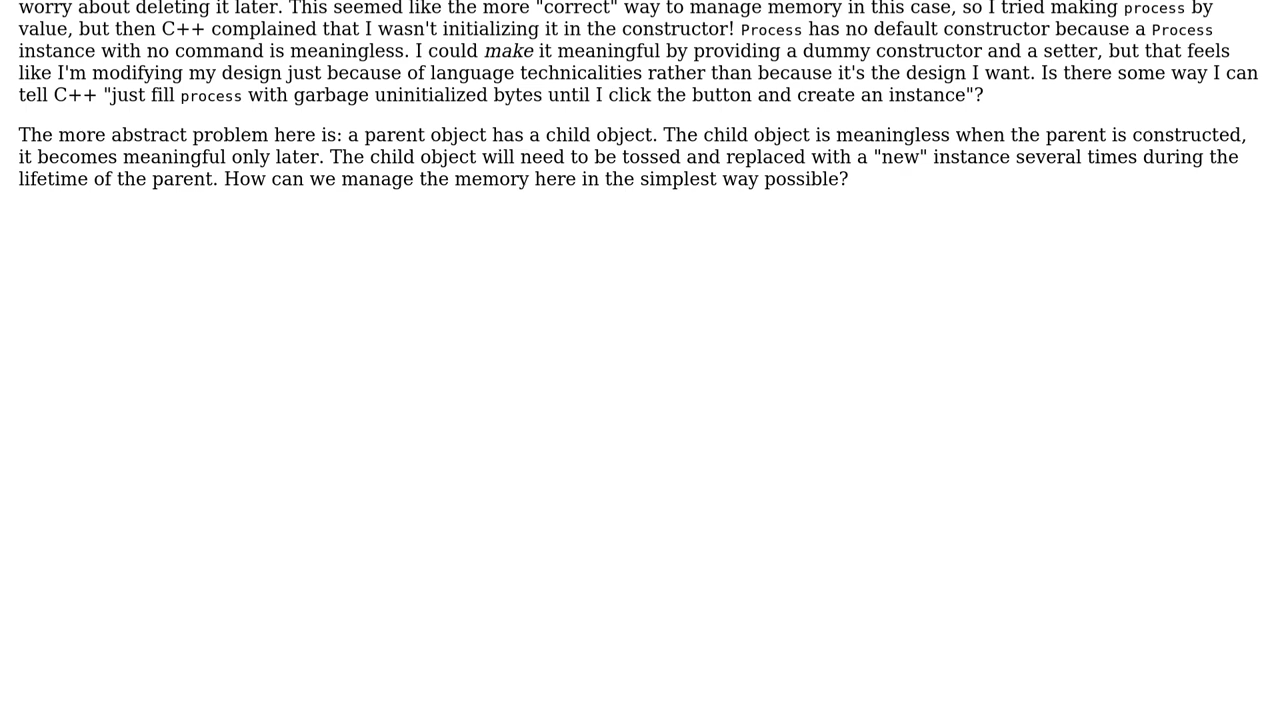 worry about deleting it later. This seemed like the more "correct" way to manage memory in this case, so I tried making process by
value, but then C++ complained that I wasn't initializing it in the constructor! Process has no default constructor because a Process
instance with no command is meaningless. I could make it meaningful by providing a dummy constructor and a setter, but that feels
like I'm modifying my design just because of language technicalities rather than because it's the design I want. Is there some way I can
tell C++ "just fill process with garbage uninitialized bytes until I click the button and create an instance"?
The more abstract problem here is: a parent object has a child object. The child object is meaningless when the parent is constructed,
it becomes meaningful only later. The child object will need to be tossed and replaced with a "new" instance several times during the
lifetime of the parent. How can we manage the memory here in the simplest way possible?